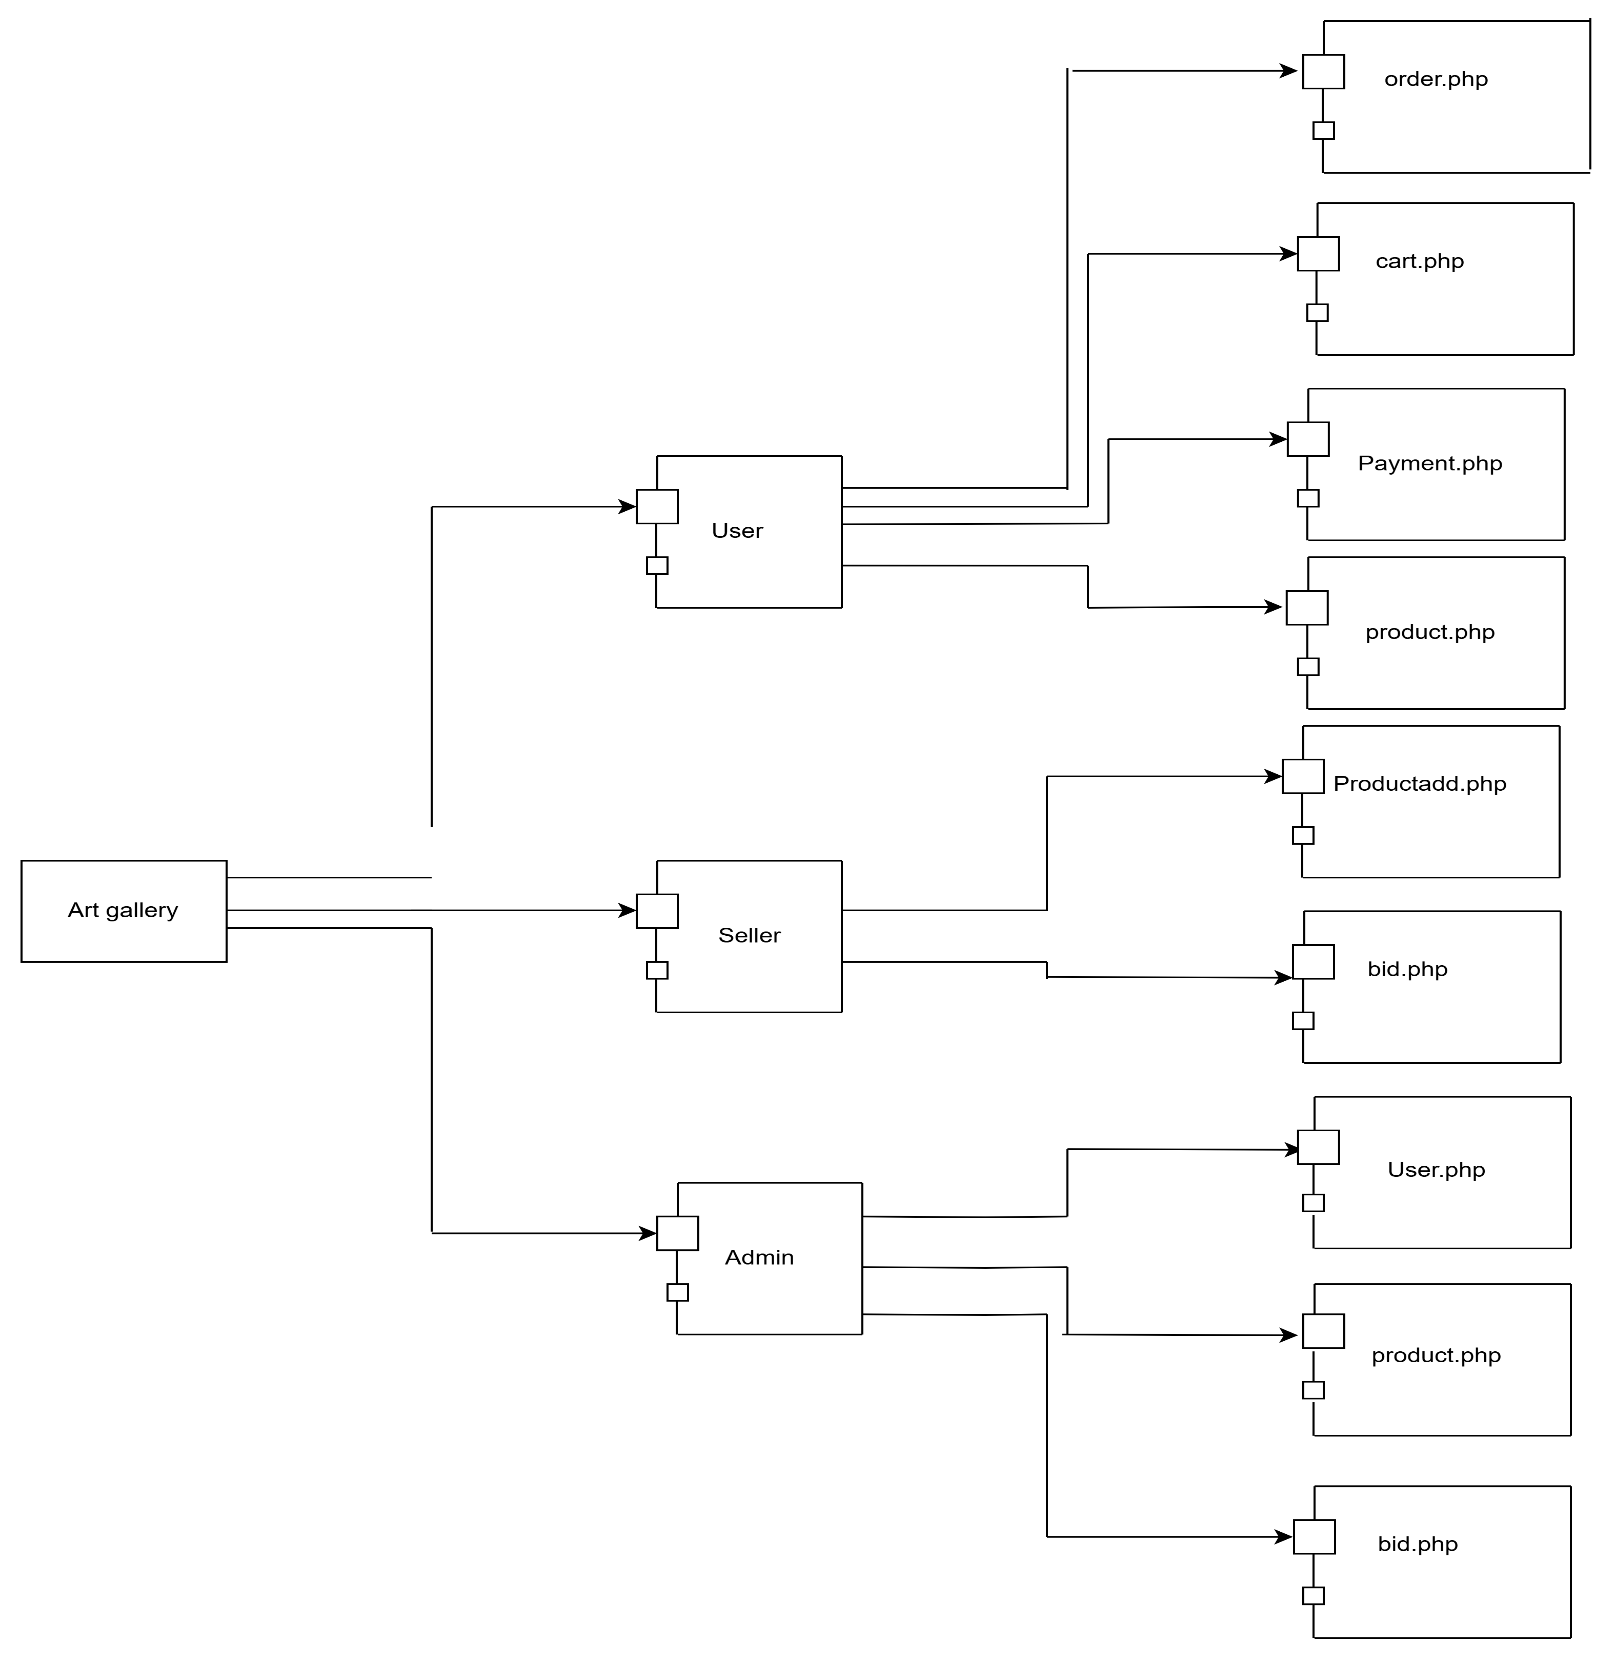 order.php
cart.php
Payment.php
User
product.php
Productadd.php
Art gallery
Seller
bid.php
User.php
Admin
product.php
bid.php